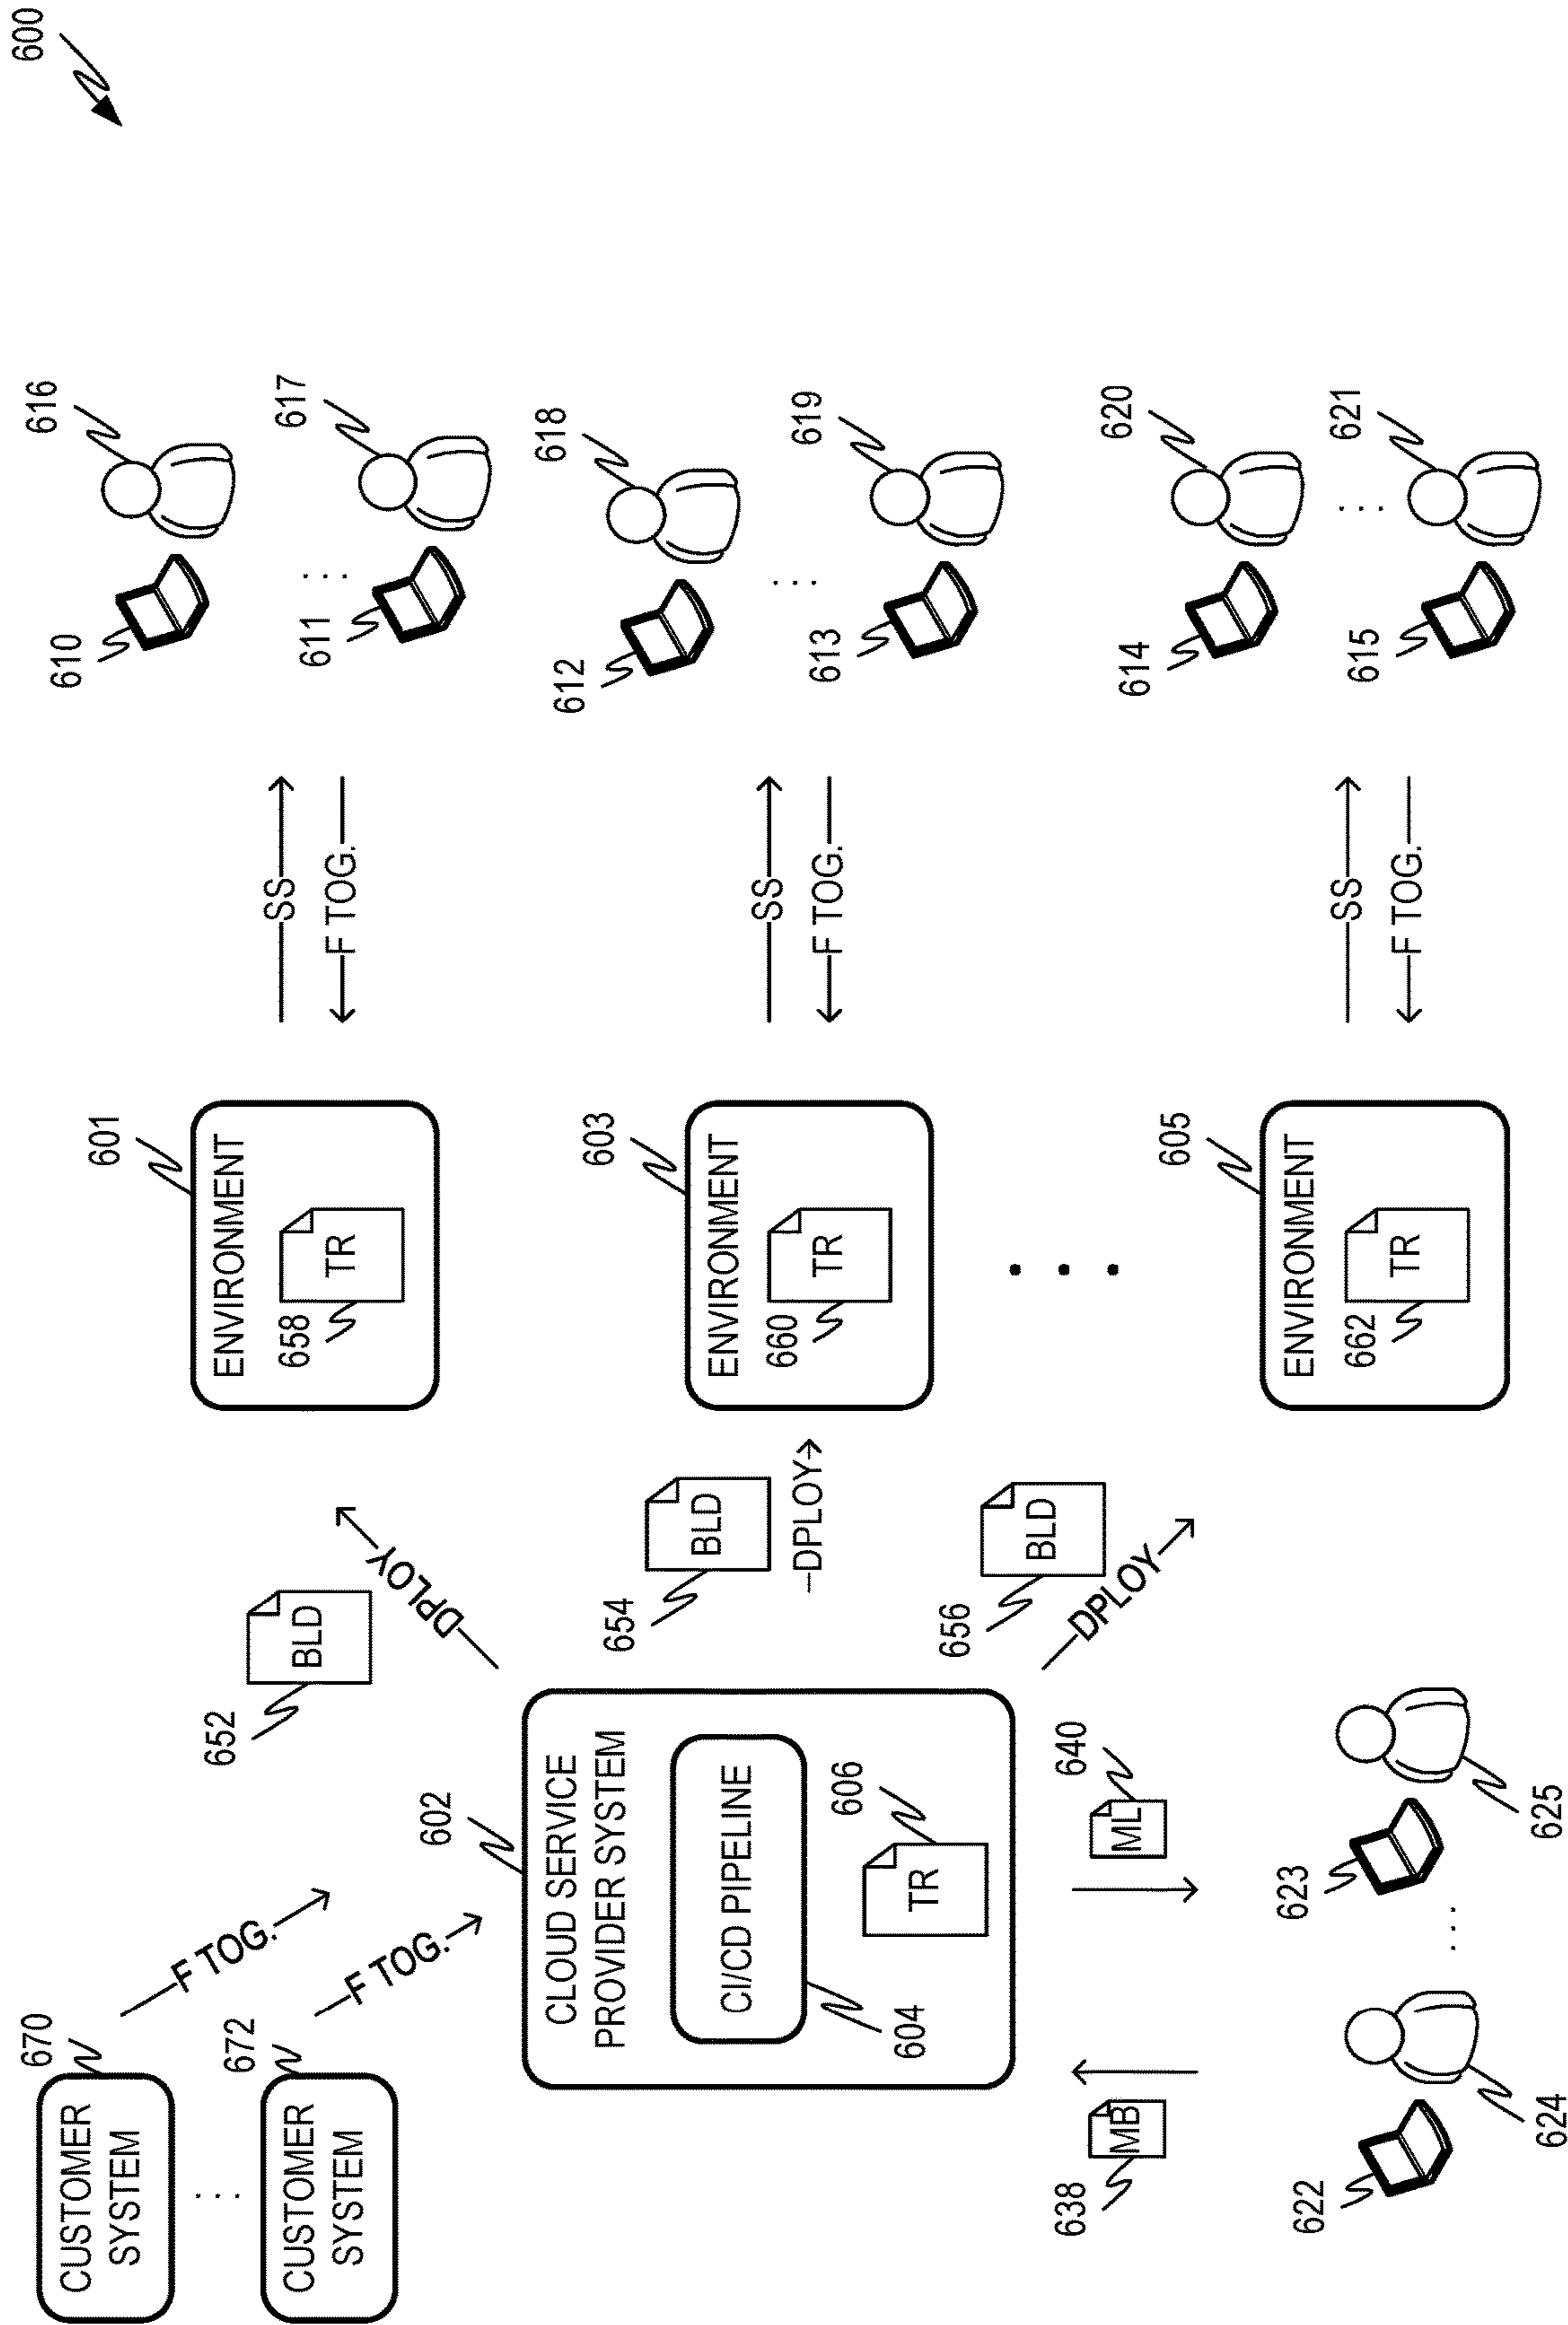 600
CUSTOMER
SYSTEM
670
. . .
CUSTOMER
SYSTEM
672
F TOG.
F TOG.
602
CLOUD SERVICE
PROVIDER SYSTEM
CI/CD PIPELINE
604
TR
606
652
BLD
DPLOY
654
BLD
DPLOY
656
BLD
DPLOY
601
ENVIRONMENT
658
TR
603
ENVIRONMENT
660
TR
. . .
605
ENVIRONMENT
662
TR
SS
F TOG.
SS
F TOG.
SS
F TOG.
610
616
. . .
611
617
612
618
. . .
613
619
614
620
. . .
615
621
638
MB
ML
640
622
624
. . .
623
625